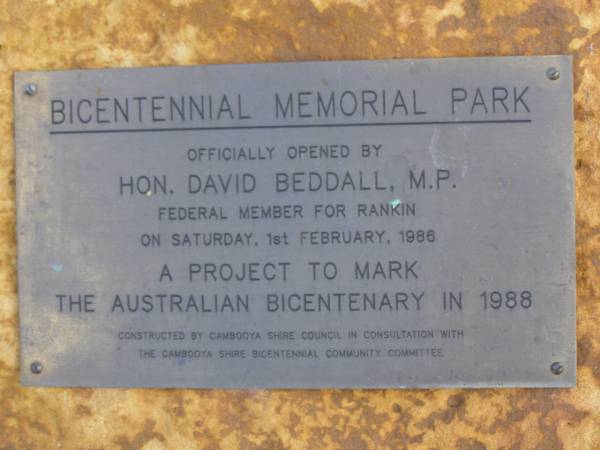 BICENTENNIAL MEMORIAL PARK
OFFICIALLY OPENED BY
HON. DAVID BEDDALL, M.P.
FEDERAL MEMBER FOR RANKIN
ON SATURDAY, 1st FEBRUARY, 1986
A PROJECT TO MARK
THE AUSTRALIAN BICENTENARY IN 1988
CONSTRUCTED BY CAMBOOYA SHIRE COUNCIL IN CONSULTATION WITH
THE CAMBOOYA SHIRE BICENTENNIAL COMMUNITY COMMITTEE